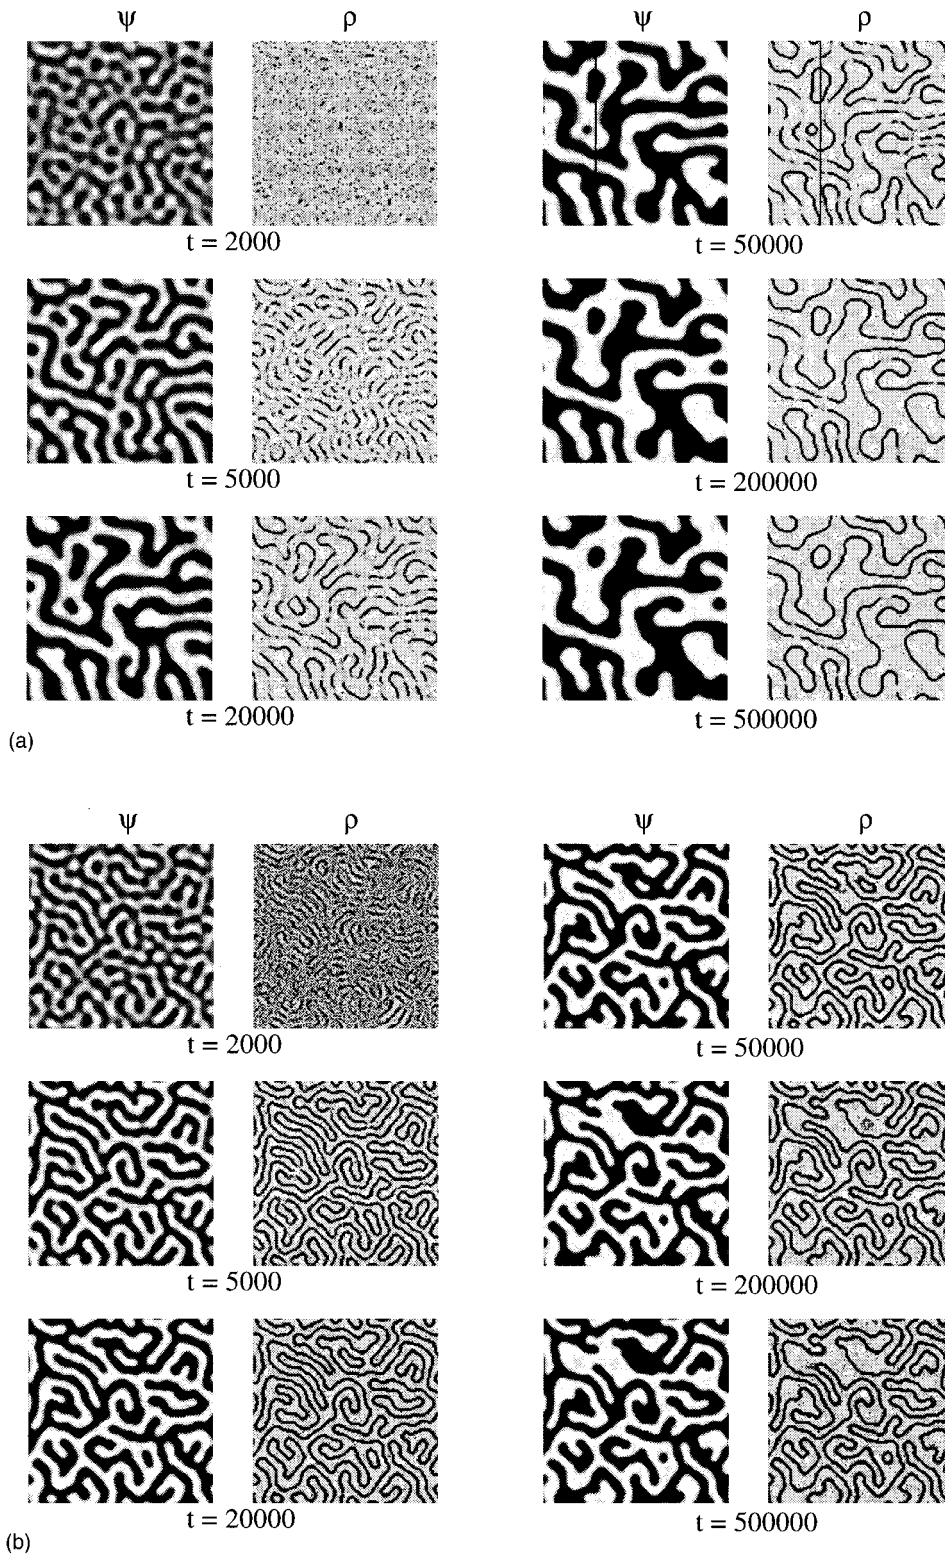 ψ ρ ψ ρ
t = 2000 t = 50000
t = 5000 t = 200000
t = 20000 t = 500000
(a)
ψ ρ ψ ρ
t = 2000 t = 50000
t = 5000 t = 200000
t = 20000 t = 500000
(b)